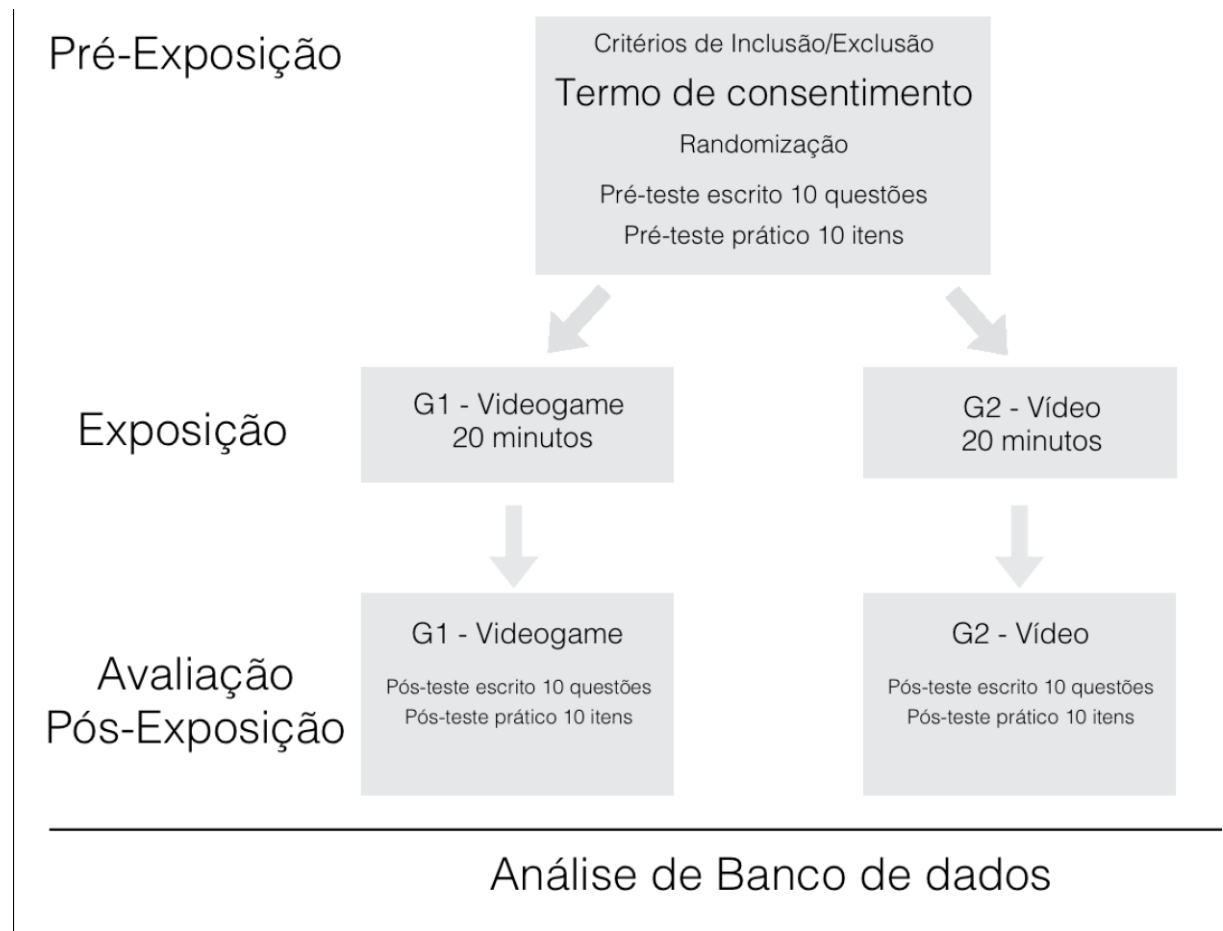 Pré-Exposição
Critérios de Inclusão/Exclusão
Termo de consentimento
Randomização
Pré-teste escrito 10 questões
Pré-teste prático 10 itens
Exposição
G1 - Videogame
20 minutos
G2 - Vídeo
20 minutos
Avaliação
Pós-Exposição
G1 - Videogame
Pós-teste escrito 10 questões
Pós-teste prático 10 itens
G2 - Vídeo
Pós-teste escrito 10 questões
Pós-teste prático 10 itens
Análise de Banco de dados